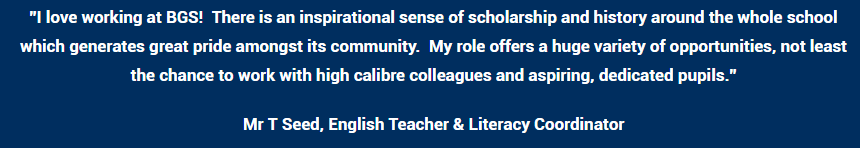 "I love working at BGS!  There is an inspirational sense of scholarship and history around the whole school
which generates great pride amongst its community.  My role offers a huge variety of opportunities, not least
the chance to work with high calibre colleagues and aspiring, dedicated pupils."
Mr T Seed, English Teacher & Literacy Coordinator